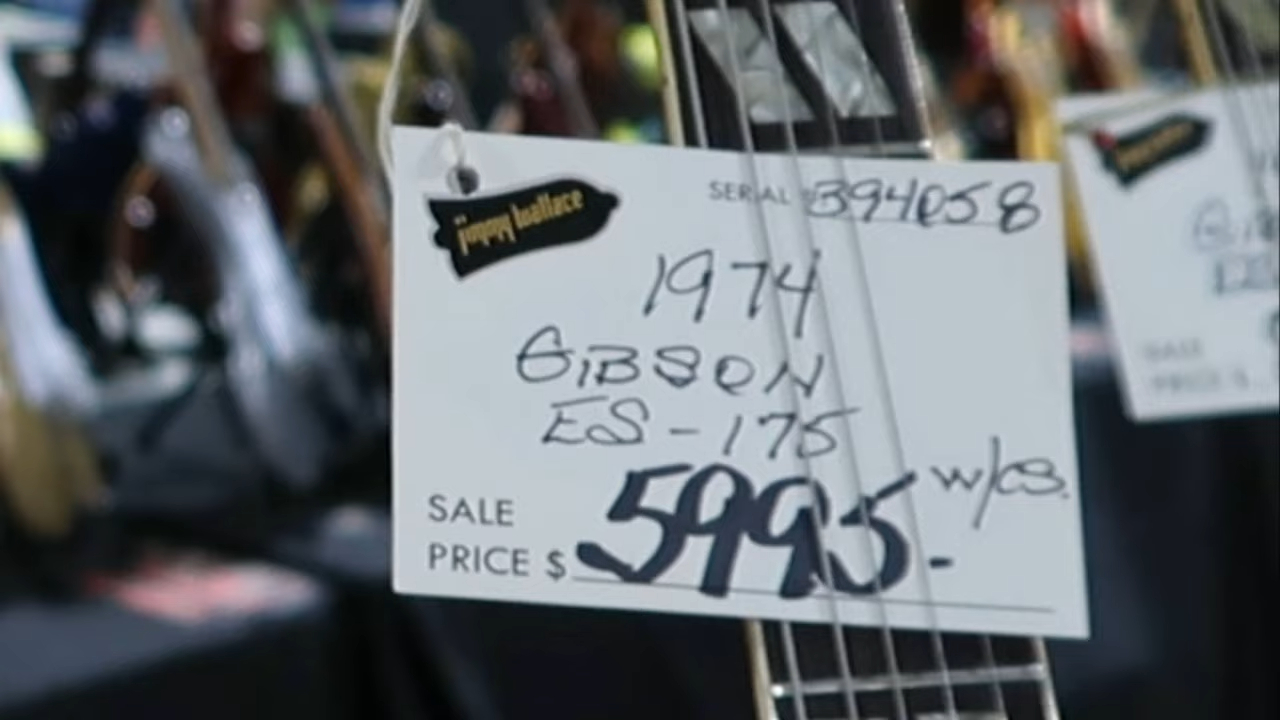 jimmy wallace
SERIAL # 394058
1974
GIBSON
ES-175
w/cs.
SALE
PRICE $ 5995.-